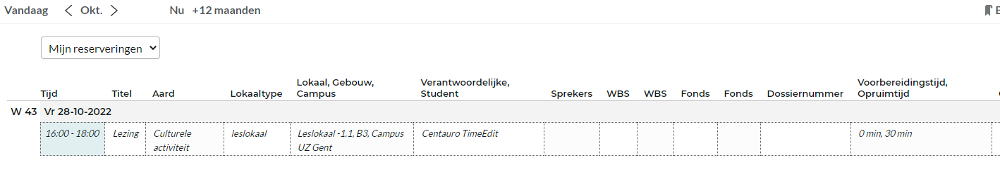 Vandaag Okt. Nu +12 maanden
Mijn reserveringen
Lokaal, Gebouw, Verantwoordelijke, Voorbereidingstijd,
Tijd Titel Aard Lokaaltype Campus Student Sprekers WBS WBS Fonds Fonds Dossiernummer Opruimtijd
W 43 Vr 28-10-2022
16:00 - 18:00 Lezing Culturele leslokaal Leslokaal -1.1, B3, Campus Centauro TimeEdit 0 min, 30 min
activiteit UZ Gent